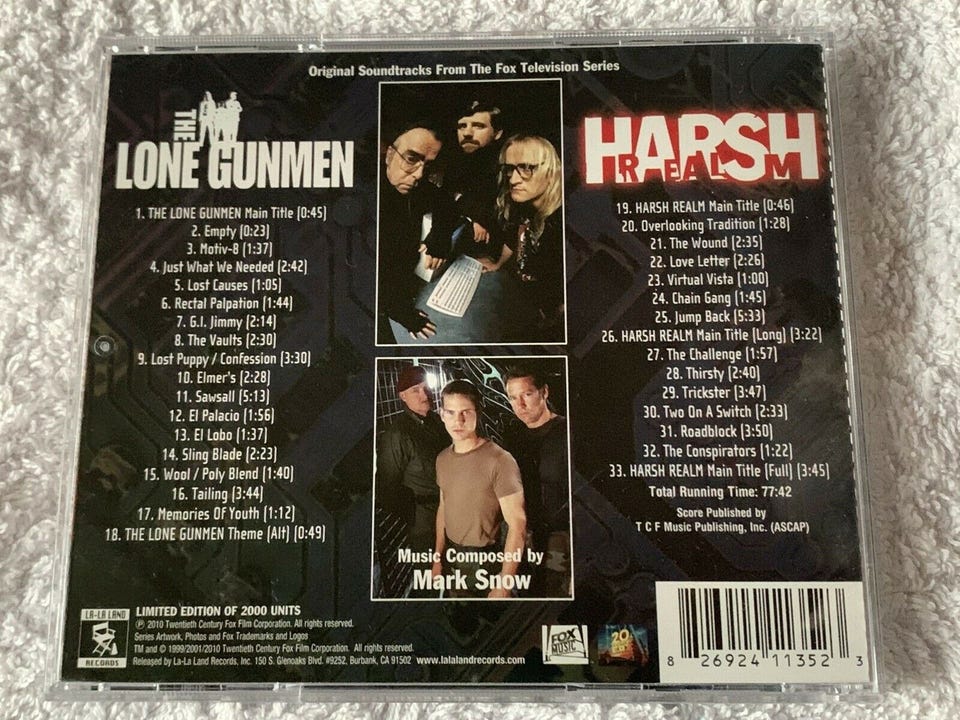 Original Soundtracks From The Fox Television Series
THE
LONE GUNMEN
1. THE LONE GUNMEN Main Title (0:45)
2. Empty (0:23)
3. Motiv-8 (1:37)
4. Just What We Needed (2:42)
5. Lost Causes (1:05)
6. Rectal Palpation (1:44)
7. G.I. Jimmy (2:14)
8. The Vaults (2:30)
9. Lost Puppy / Confession (3:30)
10. Elmer's (2:28)
11. Sawsall (5:13)
12. El Palacio (1:56)
13. El Lobo (1:37)
14. Sling Blade (2:23)
15. Wool / Poly Blend (1:40)
16. Tailing (3:44)
17. Memories Of Youth (1:12)
18. THE LONE GUNMEN Theme (Alt) (0:49)
HARSH
REALM
19. HARSH REALM Main Title (0:46)
20. Overlooking Tradition (1:28)
21. The Wound (2:35)
22. Love Letter (2:26)
23. Virtual Vista (1:00)
24. Chain Gang (1:45)
25. Jump Back (5:33)
26. HARSH REALM Main Title (Long) (3:22)
27. The Challenge (1:57)
28. Thirsty (2:40)
29. Trickster (3:47)
30. Two On A Switch (2:33)
31. Roadblock (3:50)
32. The Conspirators (1:22)
33. HARSH REALM Main Title (Full) (3:45)
Total Running Time: 77:42
Score Published by
T C F Music Publishing, Inc. (ASCAP)
Music Composed by
Mark Snow
LA-LA LAND
RECORDS
LIMITED EDITION OF 2000 UNITS
℗ 2010 Twentieth Century Fox Film Corporation. All rights reserved.
Series Artwork, Photos and Fox Trademarks and Logos
TM and © 1999/2001/2010 Twentieth Century Fox Film Corporation. All rights reserved.
Released by La-La Land Records, Inc. 150 S. Glenoaks Blvd. #9252, Burbank, CA 91502 www.lalalandrecords.com
FOX
MUSIC
20
8 26924 11352 3